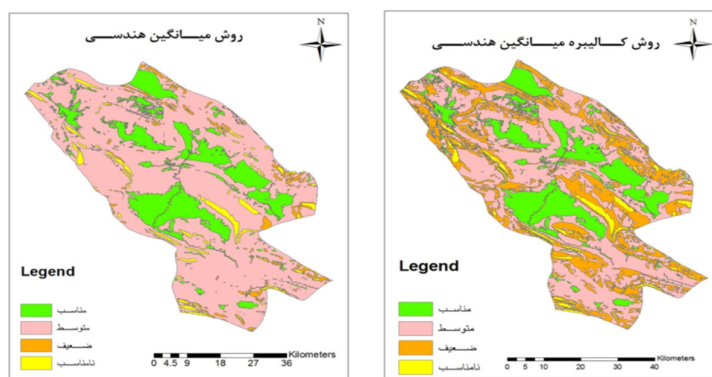 N
روش میانگین هندسی
Legend
مناسب
متوسط
ضعیف
نامناسب
Kilometers
0 4.5 9 18 27 36
N
روش کالیبره میانگین هندسی
Legend
مناسب
متوسط
ضعیف
نامناسب
Kilometers
0 5 10 20 30 40